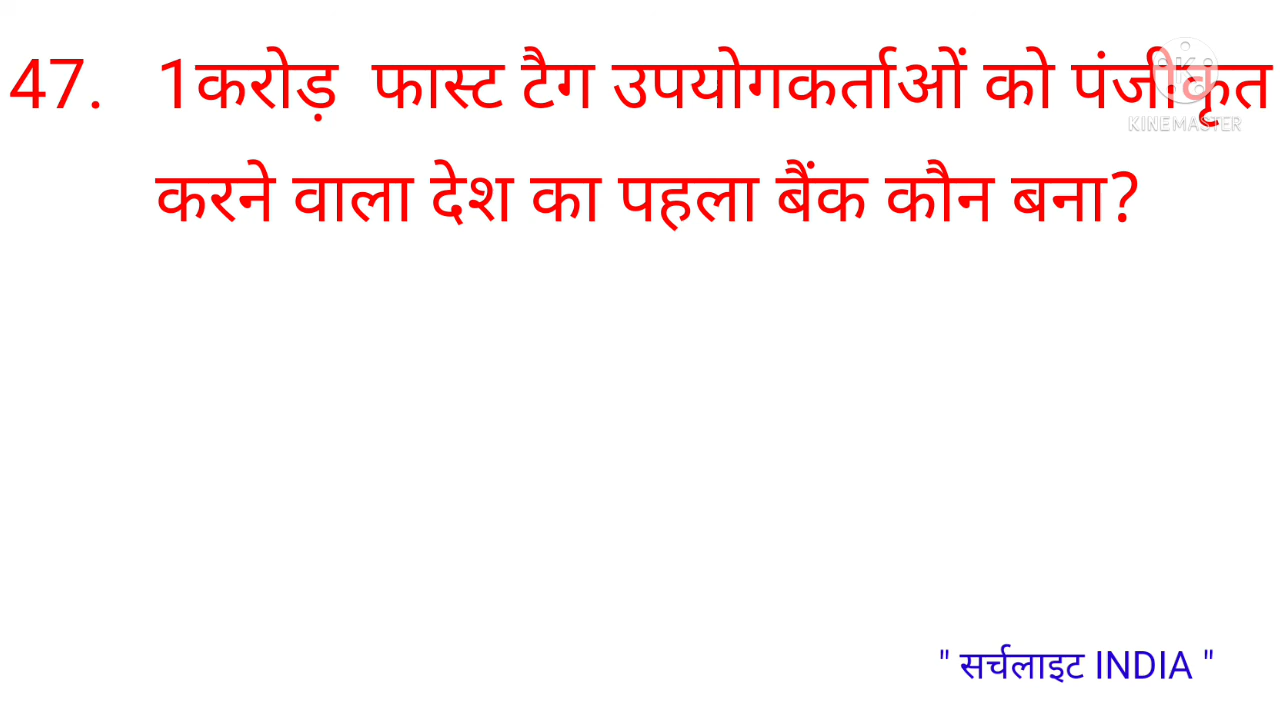 47. 1करोड़ फास्ट टैग उपयोगकर्ताओं को पंजीकृत
KINEMASTER
करने वाला देश का पहला बैंक कौन बना?
" सर्चलाइट INDIA "